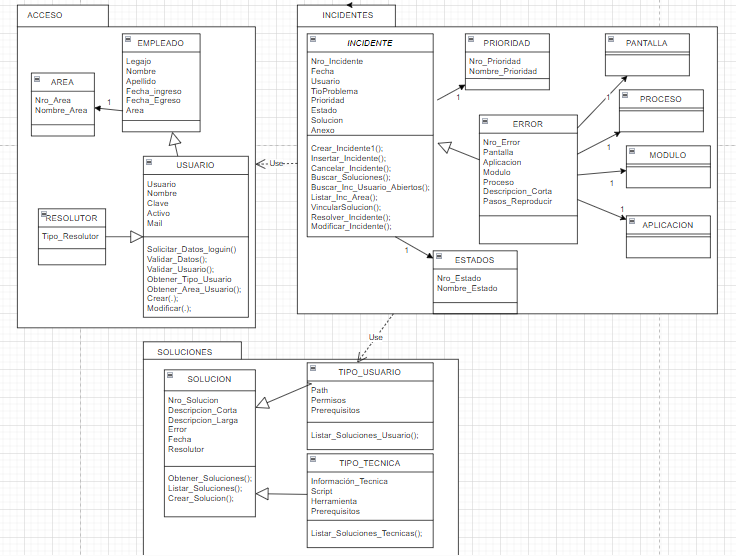 ACCESO
EMPLEADO
Legajo
Nombre
Apellido
Fecha_ingreso
Fecha_Egreso
Area
AREA
Nro_Area
Nombre_Area
1
USUARIO
Usuario
Nombre
Clave
Activo
Mail
Solicitar_Datos_loguin()
Validar_Datos();
Validar_Usuario();
Obtener_Tipo_Usuario
Obtener_Area_Usuario();
Crear(.);
Modificar(.);
RESOLUTOR
Tipo_Resolutor
Use
INCIDENTES
INCIDENTE
Nro_Incidente
Fecha
Usuario
TioProblema
Prioridad
Estado
Solucion
Anexo
Crear_Incidente1();
Insertar_Incidente();
Cancelar_Incidente();
Buscar_Soluciones();
Buscar_Inc_Usuario_Abiertos();
Listar_Inc_Area();
VincularSolucion();
Resolver_Incidente();
Modificar_Incidente();
PRIORIDAD
Nro_Prioridad
Nombre_Prioridad
1
ERROR
Nro_Error
Pantalla
Aplicacion
Modulo
Proceso
Descripcion_Corta
Pasos_Reproducir
PANTALLA
1
PROCESO
1
MODULO
1
APLICACION
1
ESTADOS
Nro_Estado
Nombre_Estado
1
Use
SOLUCIONES
SOLUCION
Nro_Solucion
Descripcion_Corta
Descripcion_Larga
Error
Fecha
Resolutor
Obtener_Soluciones();
Listar_Soluciones();
Crear_Solucion();
TIPO_USUARIO
Path
Permisos
Prerequisitos
Listar_Soluciones_Usuario();
TIPO_TECNICA
Información_Tecnica
Script
Herramienta
Prerequisitos
Listar_Soluciones_Tecnicas();